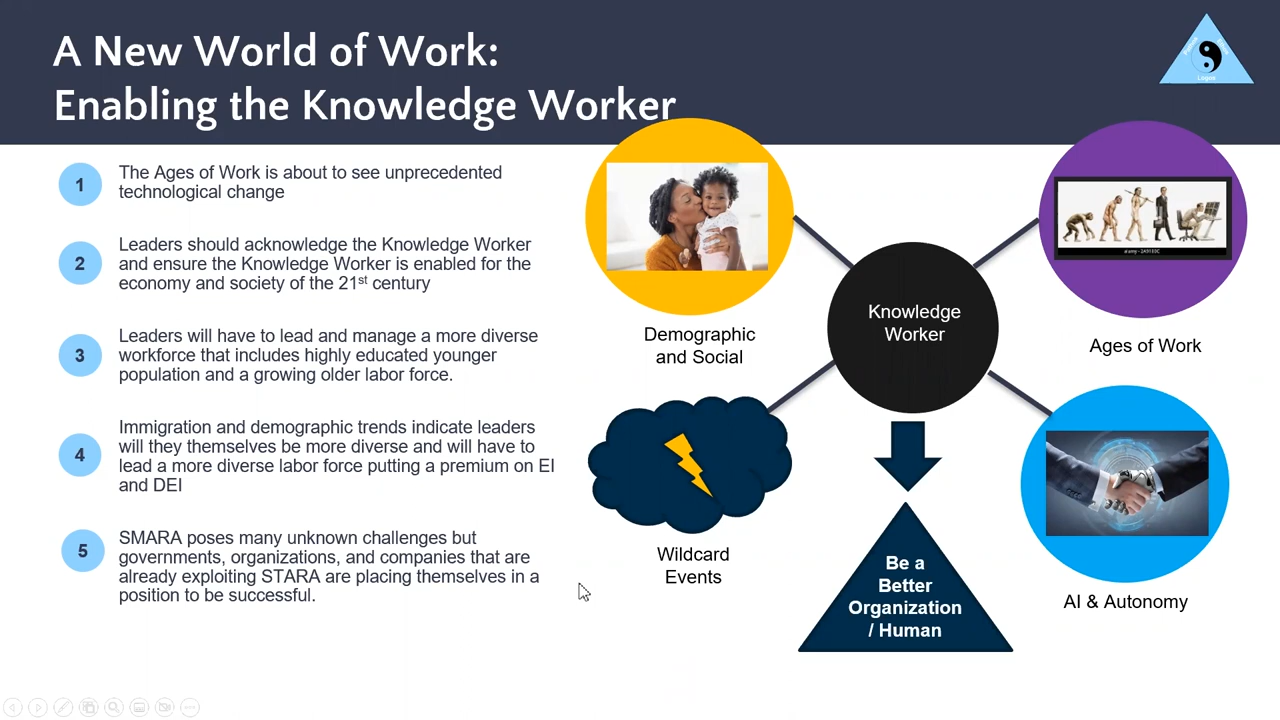 A New World of Work:
Enabling the Knowledge Worker
Logos
1
The Ages of Work is about to see unprecedented
technological change
2
Leaders should acknowledge the Knowledge Worker
and ensure the Knowledge Worker is enabled for the
economy and society of the 21st century
3
Leaders will have to lead and manage a more diverse
workforce that includes highly educated younger
population and a growing older labor force.
4
Immigration and demographic trends indicate leaders
will they themselves be more diverse and will have to
lead a more diverse labor force putting a premium on EI
and DEI
5
SMARA poses many unknown challenges but
governments, organizations, and companies that are
already exploiting STARA are placing themselves in a
position to be successful.
Demographic
and Social
Knowledge
Worker
Ages of Work
Wildcard
Events
Be a
Better
Organization
/ Human
AI & Autonomy